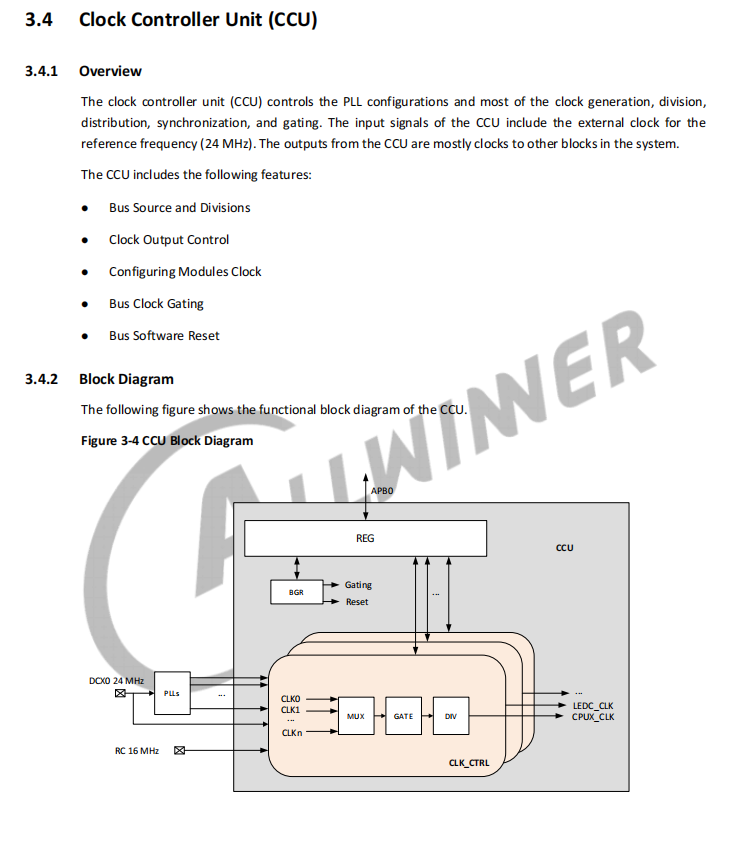 3.4 Clock Controller Unit (CCU)
3.4.1 Overview
The clock controller unit (CCU) controls the PLL configurations and most of the clock generation, division,
distribution, synchronization, and gating. The input signals of the CCU include the external clock for the
reference frequency (24 MHz). The outputs from the CCU are mostly clocks to other blocks in the system.
The CCU includes the following features:
● Bus Source and Divisions
● Clock Output Control
● Configuring Modules Clock
● Bus Clock Gating
● Bus Software Reset
3.4.2 Block Diagram
The following figure shows the functional block diagram of the CCU.
Figure 3-4 CCU Block Diagram
ALLWINNER
APB0
REG
CCU
BGR
Gating
Reset
...
DCXO 24 MHz
PLLs
...
RC 16 MHz
CLK0
CLK1
...
CLKn
MUX
GATE
DIV
CLK_CTRL
...
LEDC_CLK
CPUX_CLK